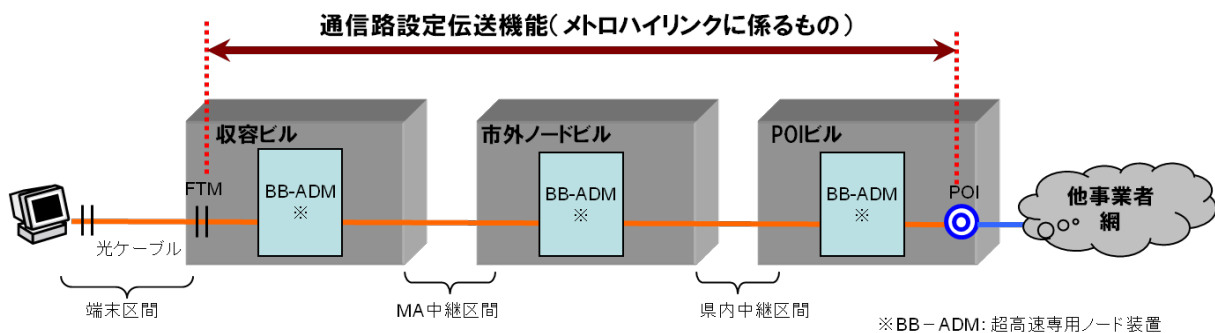 通信路設定伝送機能(メトロハイリンクに係るもの)
収容ビル
市外ノードビル
POIビル
FTM
BB-ADM
※
BB-ADM
※
BB-ADM
※
POI
他事業者
網
光ケーブル
端末区間
MA中継区間
県内中継区間
※BB－ADM：超高速専用ノード装置